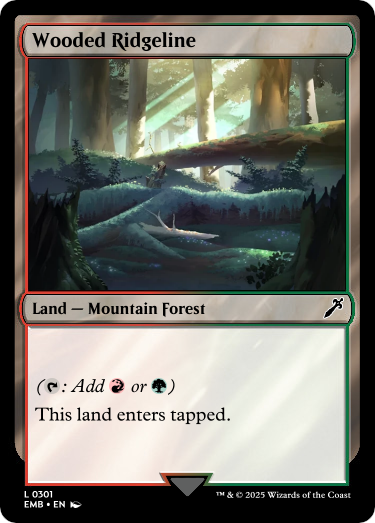 Wooded Ridgeline
Land — Mountain Forest
(: Add or )
This land enters tapped.
L 0301
EMB • EN
™ & © 2025 Wizards of the Coast